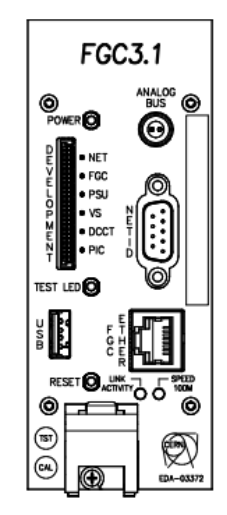 FGC3.1
ANALOG
BUS
POWER
DEVELOPMENT
NET
FGC
PSU
VS
DCCT
PIC
NETID
TEST LED
USB
FGC
ETHER
RESET
LINK
ACTIVITY
SPEED
100M
TST
CAL
CERN
EDA-03372